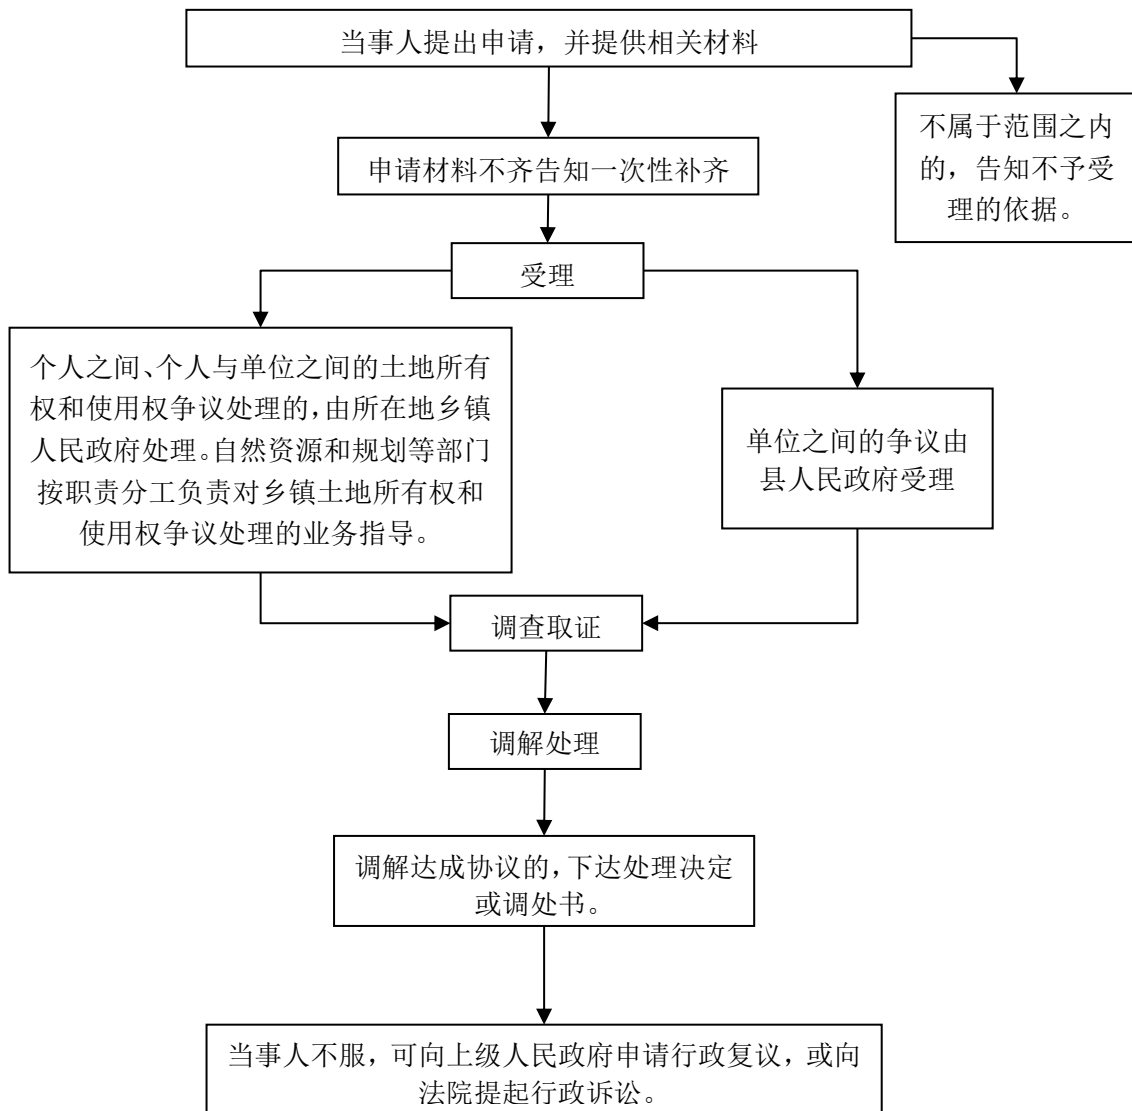 当事人提出申请，并提供相关材料
不属于范围之内
的，告知不予受
理的依据。
申请材料不齐告知一次性补齐
受理
个人之间、个人与单位之间的土地所有
权和使用权争议处理的，由所在地乡镇
人民政府处理。自然资源和规划等部门
按职责分工负责对乡镇土地所有权和
使用权争议处理的业务指导。
单位之间的争议由
县人民政府受理
调查取证
调解处理
调解达成协议的，下达处理决定
或调处书。
当事人不服，可向上级人民政府申请行政复议，或向
法院提起行政诉讼。